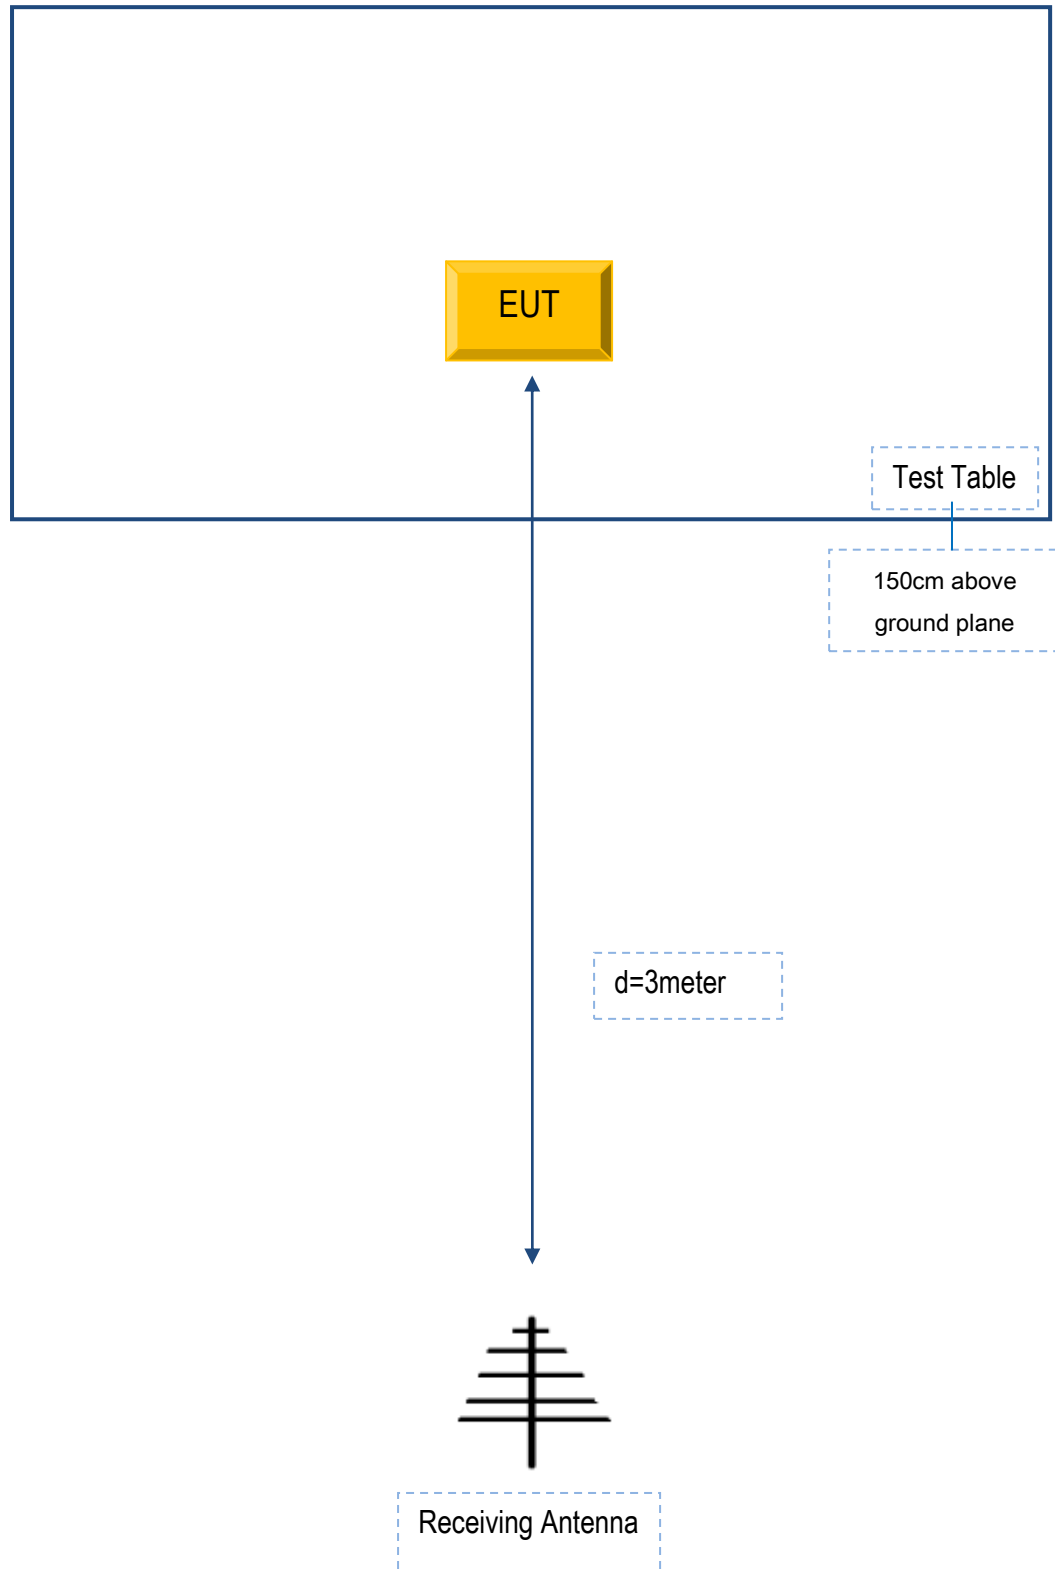 EUT
Test Table
150cm above
ground plane
d=3meter
Receiving Antenna